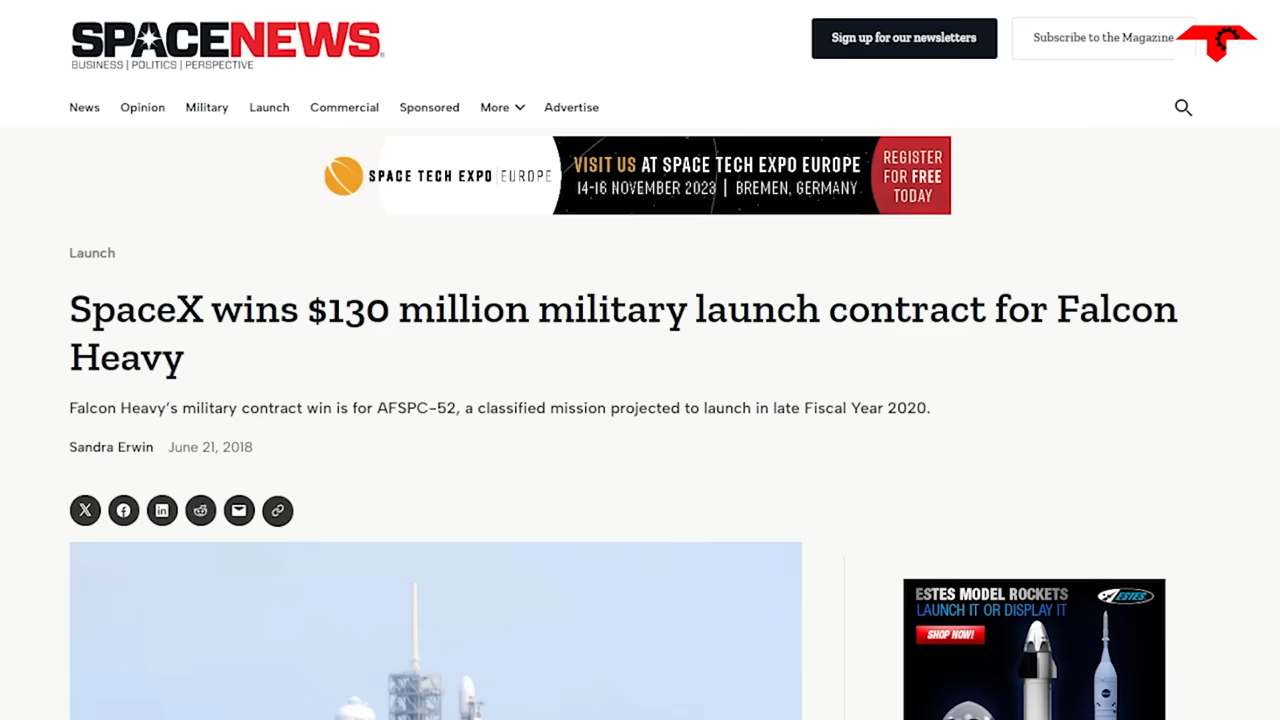 SPACENEWS
BUSINESS | POLITICS | PERSPECTIVE
Sign up for our newsletters
Subscribe to the Magazine
News Opinion Military Launch Commercial Sponsored More Advertise
SPACE TECH EXPO | EUROPE
VISIT US AT SPACE TECH EXPO EUROPE
14-16 NOVEMBER 2023 | BREMEN, GERMANY
REGISTER
FOR FREE
TODAY
Launch
SpaceX wins $130 million military launch contract for Falcon
Heavy
Falcon Heavy's military contract win is for AFSPC-52, a classified mission projected to launch in late Fiscal Year 2020.
Sandra Erwin June 21, 2018
ESTES MODEL ROCKETS
LAUNCH IT OR DISPLAY IT
ESTES
SHOP NOW!